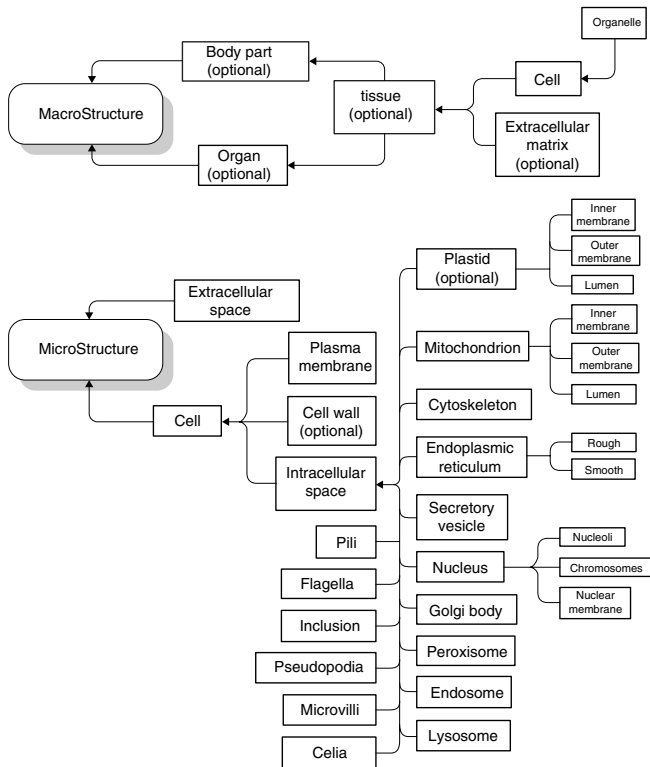 Organelle
Body part
(optional)
Cell
MacroStructure
tissue
(optional)
Extracellular
matrix
(optional)
Organ
(optional)
Inner
membrane
Plastid
(optional)
Outer
membrane
Lumen
Extracellular
space
Inner
membrane
MicroStructure
Plasma
membrane
Mitochondrion
Outer
membrane
Lumen
Cell
Cell wall
(optional)
Cytoskeleton
Intracellular
space
Endoplasmic
reticulum
Rough
Smooth
Secretory
vesicle
Pili
Nucleus
Nucleoli
Chromosomes
Nuclear
membrane
Flagella
Golgi body
Inclusion
Peroxisome
Pseudopodia
Endosome
Microvilli
Lysosome
Celia